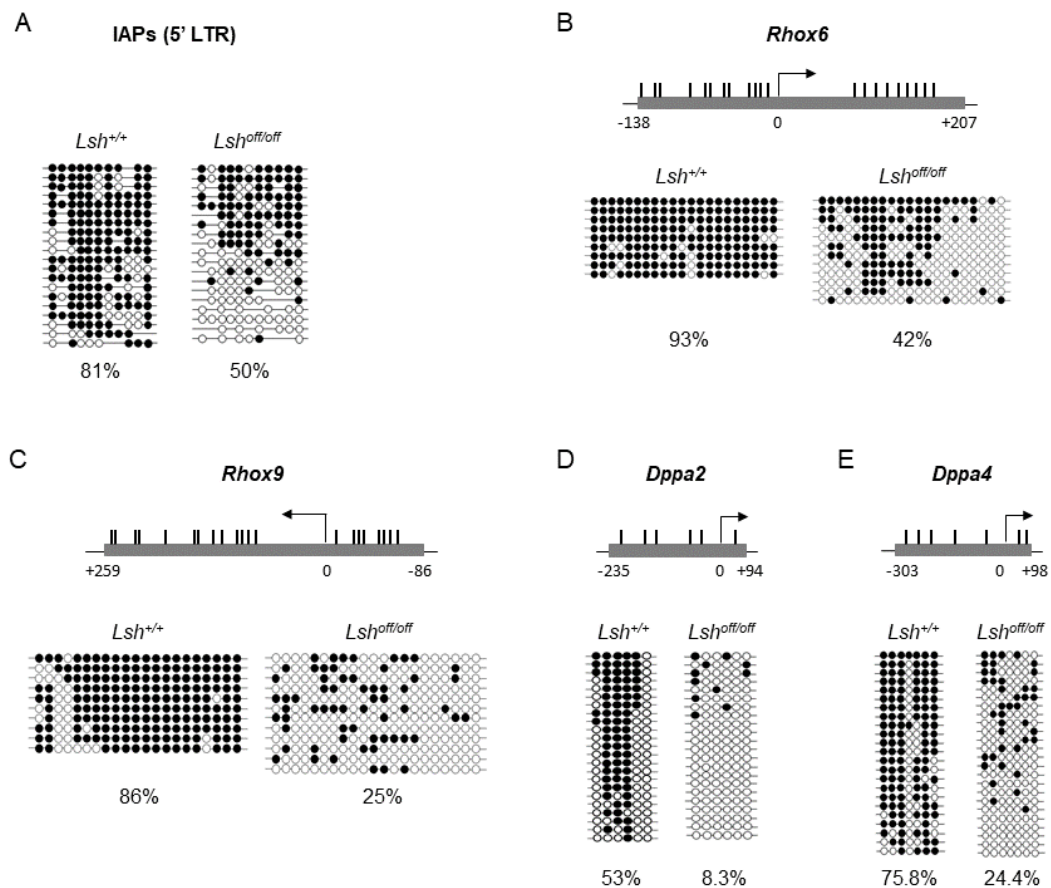 A
IAPs (5' LTR)
Lsh+/+ Lshoff/off
81% 50%
B
Rhox6
-138 0 +207
Lsh+/+ Lshoff/off
93% 42%
C
Rhox9
+259 0 -86
Lsh+/+ Lshoff/off
86% 25%
D
Dppa2
-235 0 +94
Lsh+/+ Lshoff/off
53% 8.3%
E
Dppa4
-303 0 +98
Lsh+/+ Lshoff/off
75.8% 24.4%